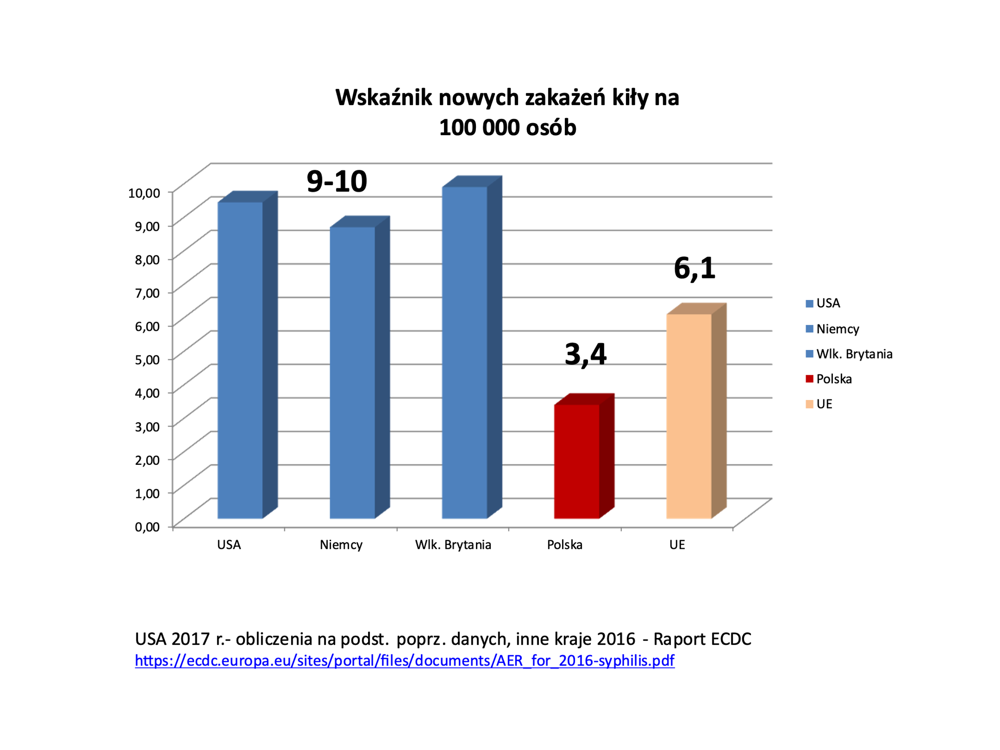 Wskaźnik nowych zakażeń kiły na
100 000 osób
9-10
6,1
3,4
10,00
9,00
8,00
7,00
6,00
5,00
4,00
3,00
2,00
1,00
0,00
USA
Niemcy
Wlk. Brytania
Polska
UE
USA
Niemcy
Wlk. Brytania
Polska
UE
USA 2017 r.- obliczenia na podst. poprz. danych, inne kraje 2016 - Raport ECDC
https://ecdc.europa.eu/sites/portal/files/documents/AER_for_2016-syphilis.pdf